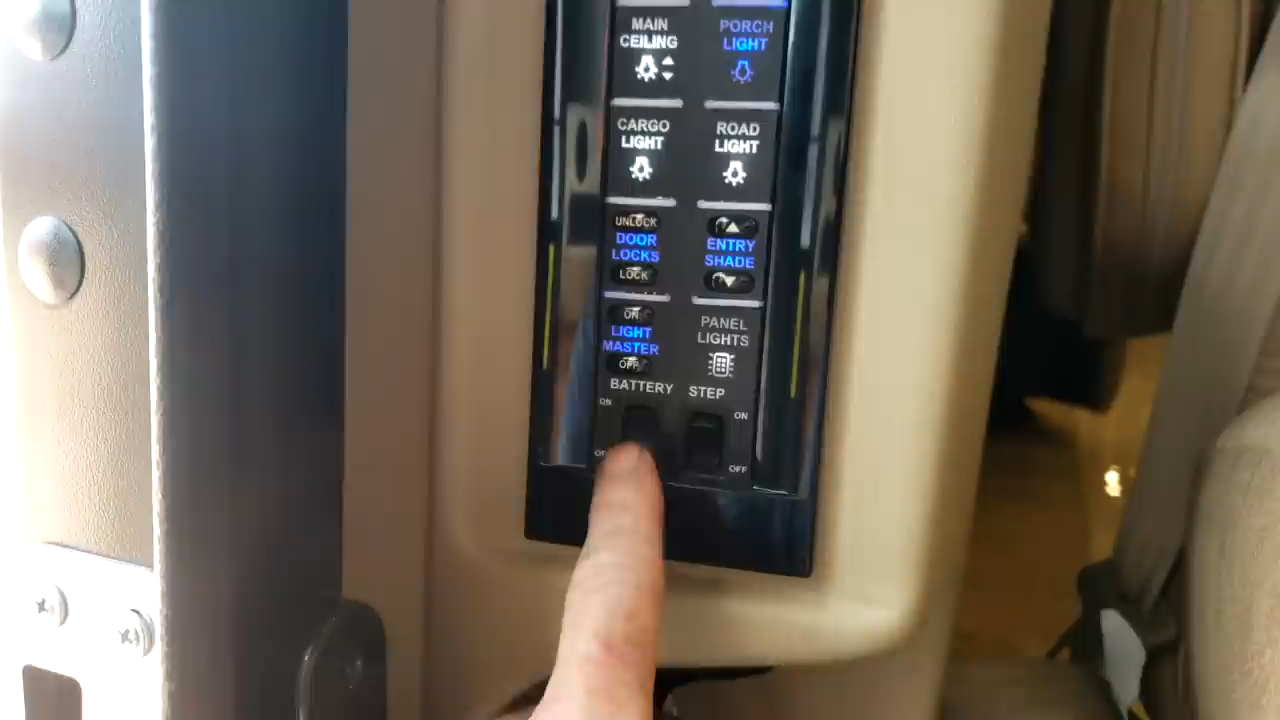 MAIN
CEILING
PORCH
LIGHT
CARGO
LIGHT
ROAD
LIGHT
UNLOCK
DOOR
LOCKS
LOCK
ENTRY
SHADE
ON
LIGHT
MASTER
OFF
PANEL
LIGHTS
BATTERY
ON
STEP
ON
OFF